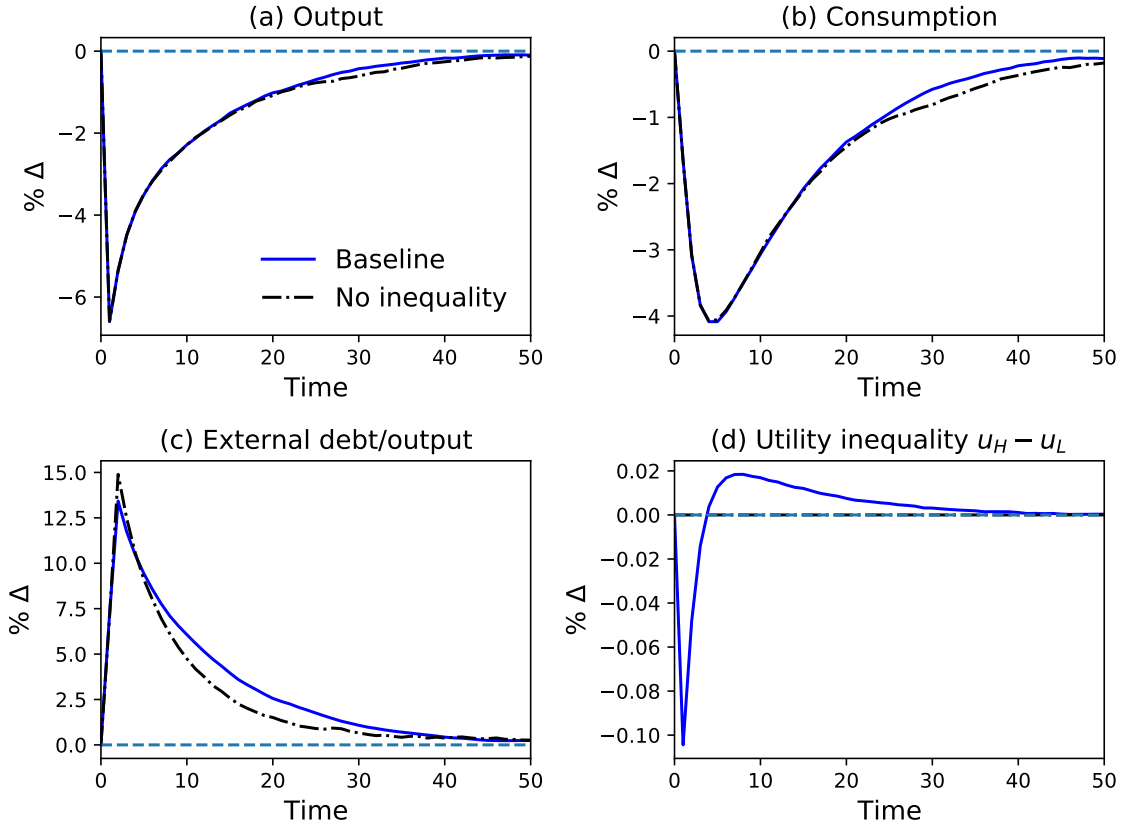 (a) Output
% Δ
0
−2
−4
−6
Baseline
No inequality
0 10 20 30 40 50
Time
(b) Consumption
% Δ
0
−1
−2
−3
−4
0 10 20 30 40 50
Time
(c) External debt/output
% Δ
15.0
12.5
10.0
7.5
5.0
2.5
0.0
0 10 20 30 40 50
Time
(d) Utility inequality u_H − u_L
% Δ
0.02
0.00
−0.02
−0.04
−0.06
−0.08
−0.10
0 10 20 30 40 50
Time